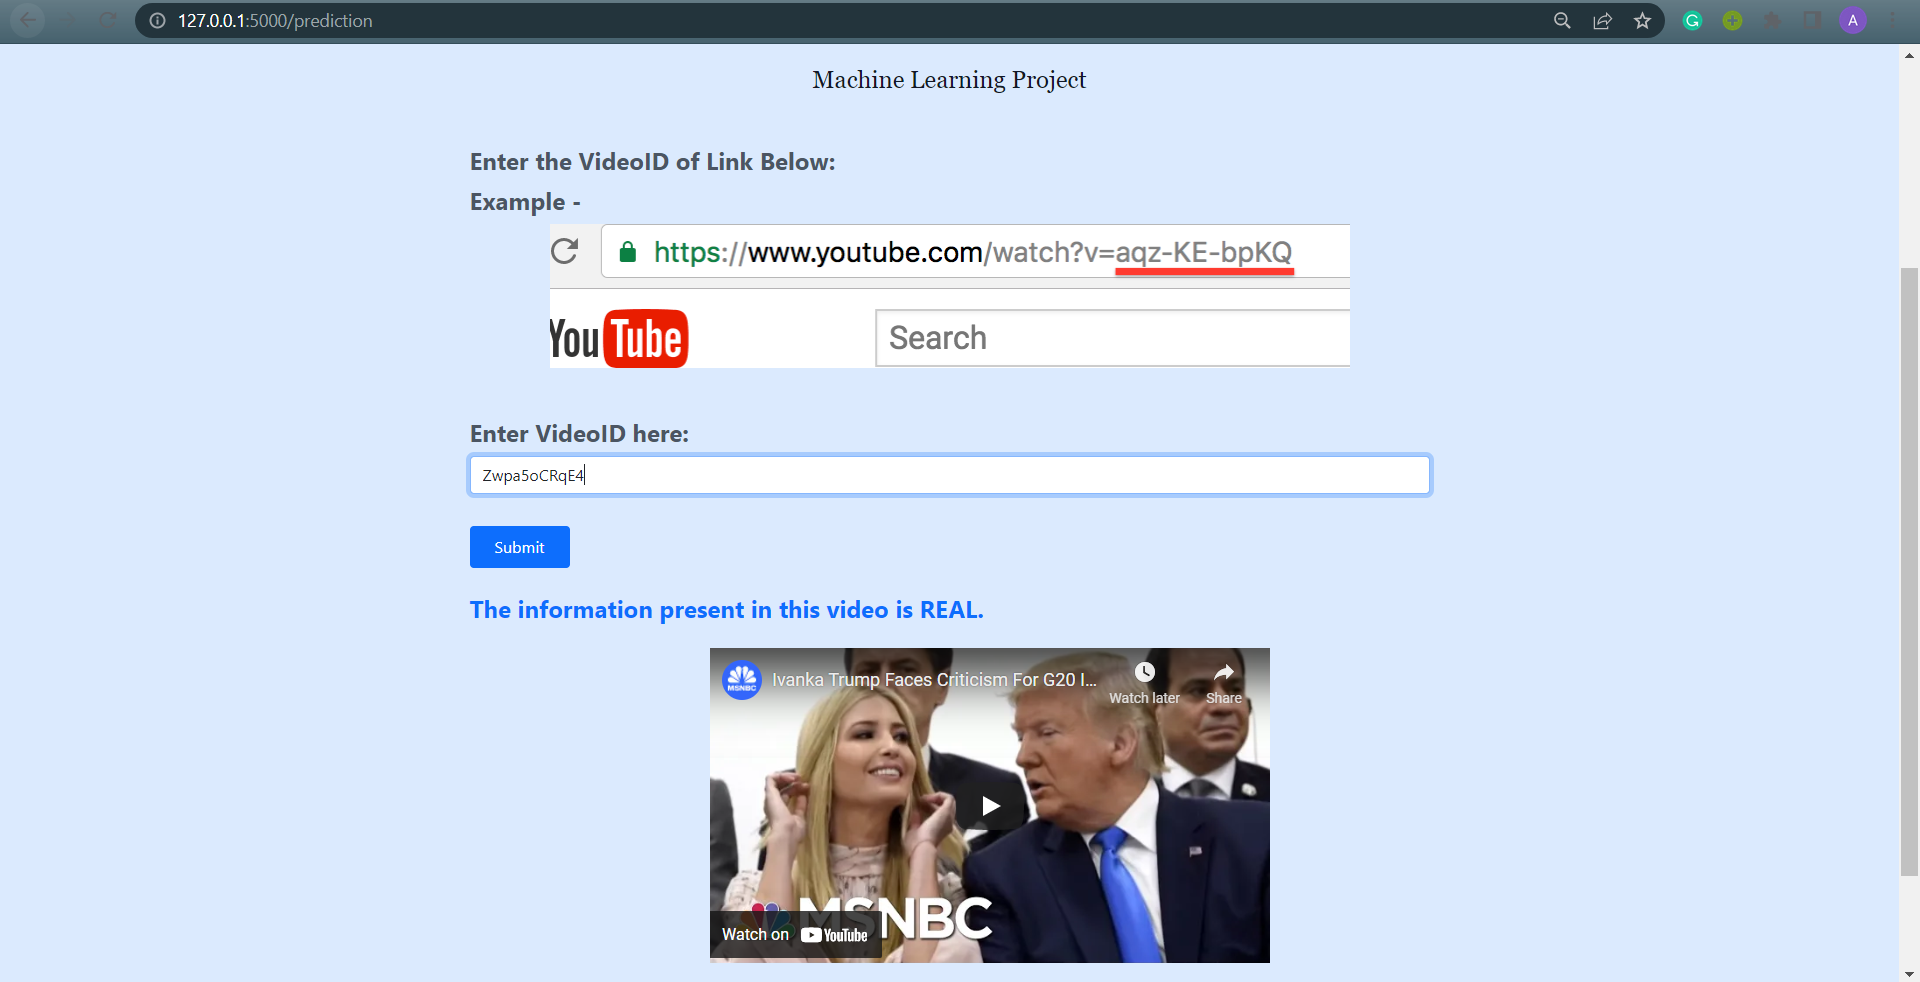 127.0.0.1:5000/prediction
G
A
Machine Learning Project
Enter the VideoID of Link Below:
Example -
https://www.youtube.com/watch?v=aqz-KE-bpKQ
YouTube
Search
Enter VideoID here:
Zwpa5oCRqE4
Submit
The information present in this video is REAL.
MSNBC
Ivanka Trump Faces Criticism For G20 I...
Watch later
Share
MSNBC
Watch on YouTube